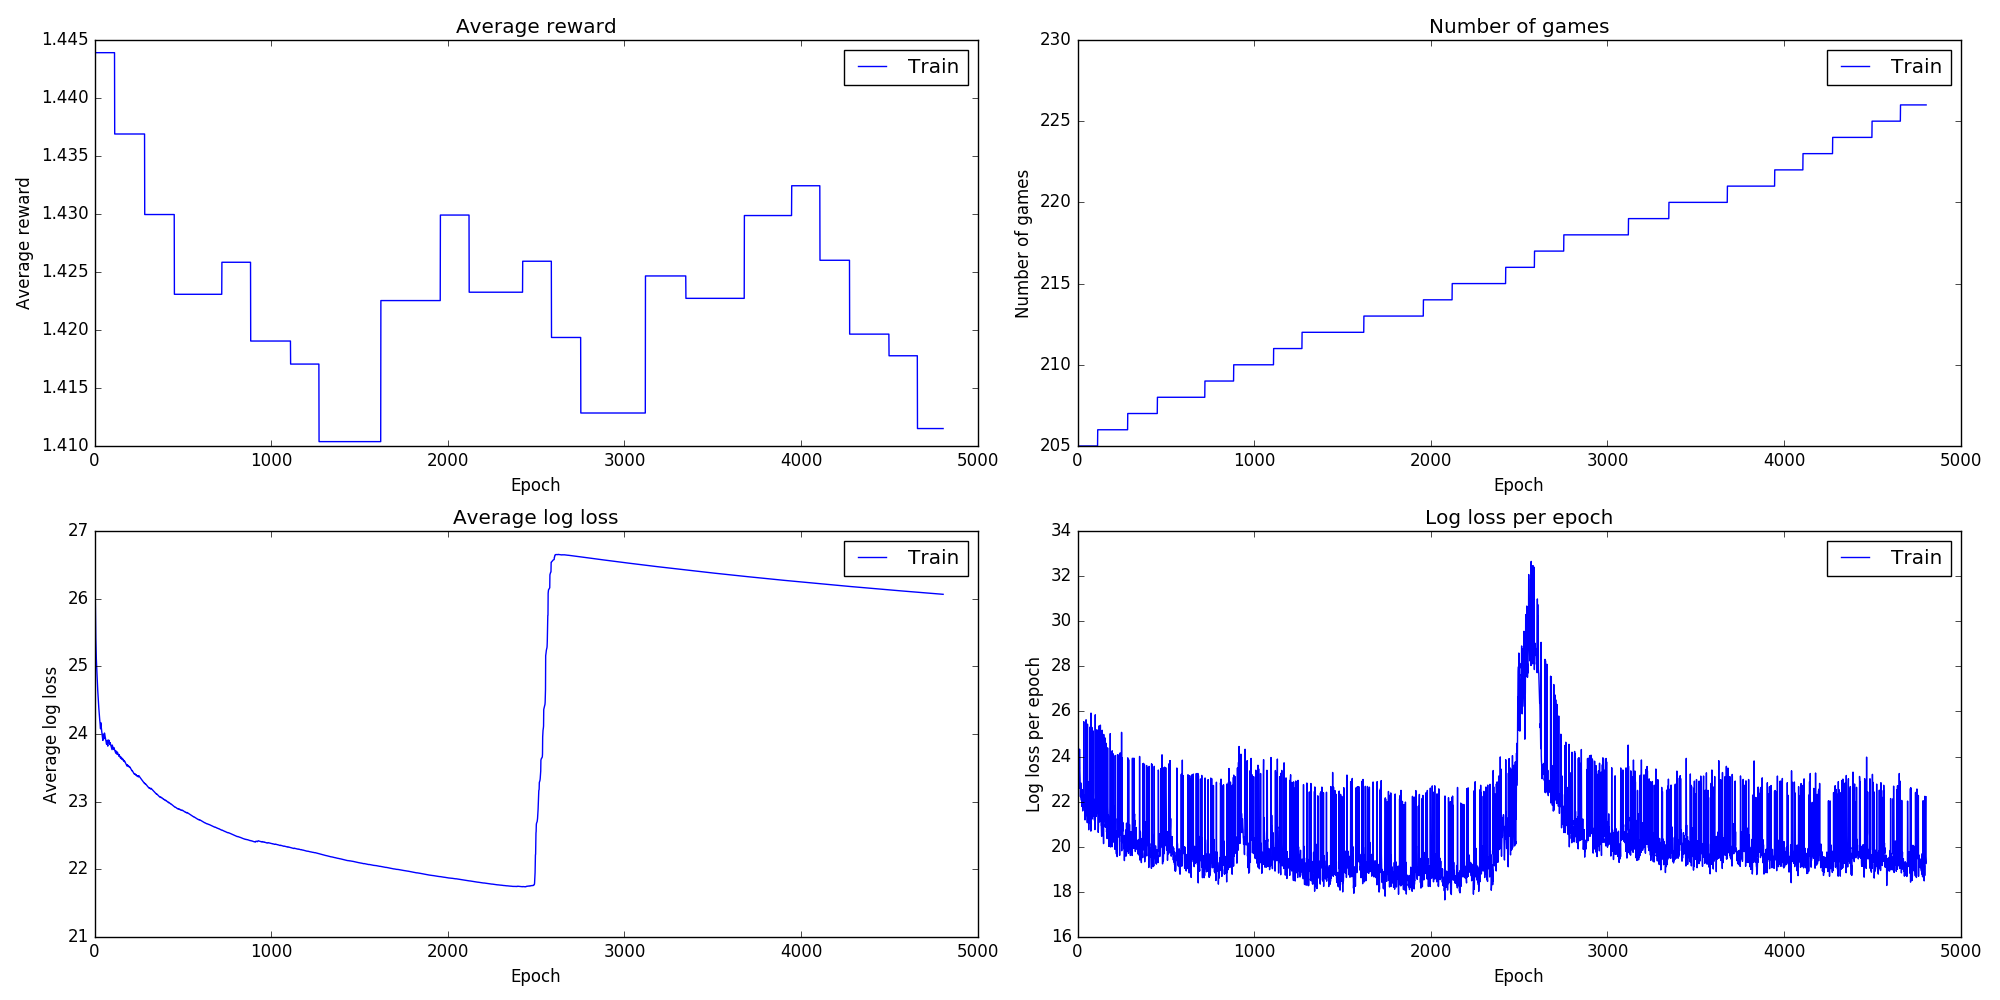 Average reward
Train
1.445
1.440
1.435
1.430
1.425
1.420
1.415
1.410
Average reward
0 1000 2000 3000 4000 5000
Epoch
Number of games
Train
230
225
220
215
210
205
Number of games
0 1000 2000 3000 4000 5000
Epoch
Average log loss
Train
27
26
25
24
23
22
21
Average log loss
0 1000 2000 3000 4000 5000
Epoch
Log loss per epoch
Train
34
32
30
28
26
24
22
20
18
16
Log loss per epoch
0 1000 2000 3000 4000 5000
Epoch